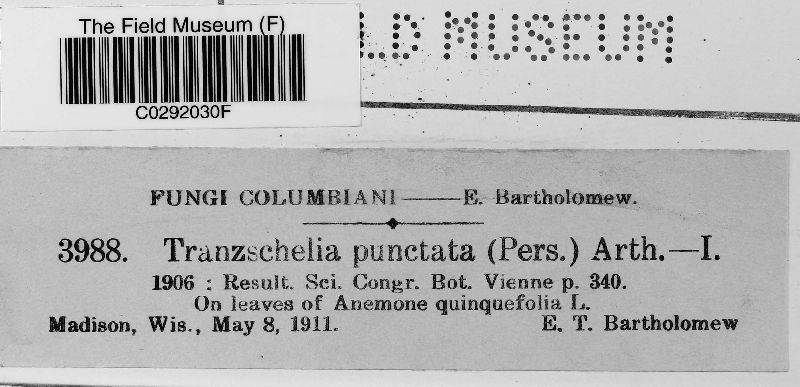 The Field Museum (F)
LD MUSEUM
C0292030F
FUNGI COLUMBIANI——E. Bartholomew.
3988. Tranzschelia punctata (Pers.) Arth.—I.
1906 : Result. Sci. Congr. Bot. Vienne p. 340.
On leaves of Anemone quinquefolia L.
Madison, Wis., May 8, 1911. E. T. Bartholomew